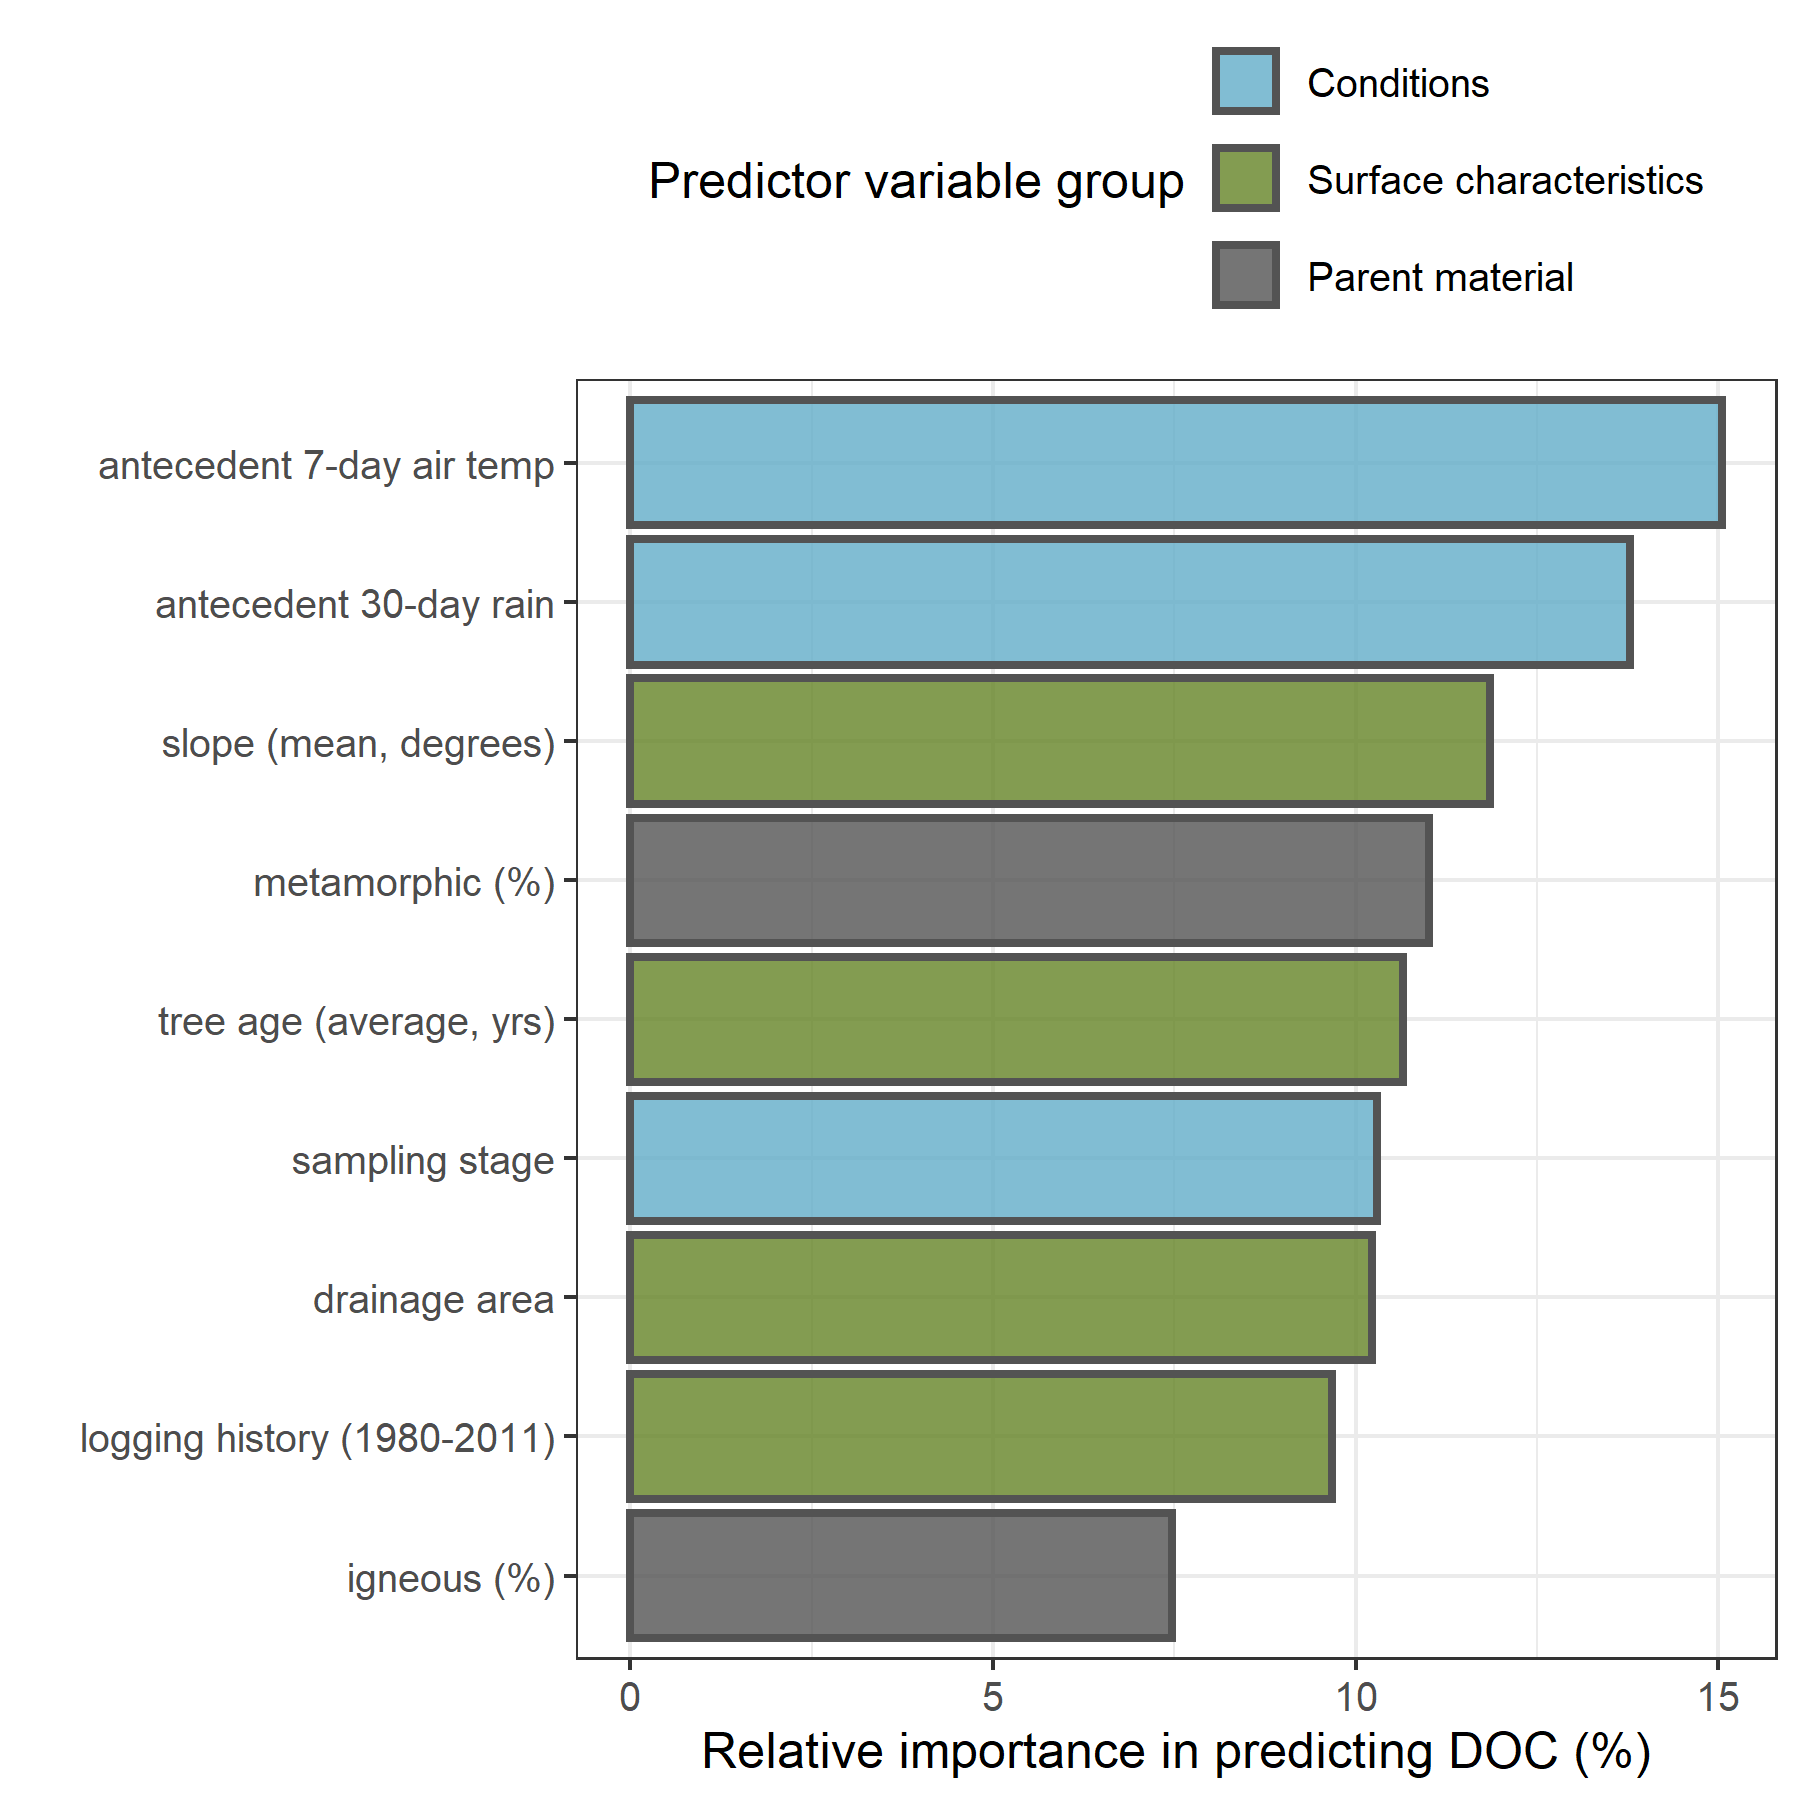 Predictor variable group
Conditions
Surface characteristics
Parent material
antecedent 7-day air temp
antecedent 30-day rain
slope (mean, degrees)
metamorphic (%)
tree age (average, yrs)
sampling stage
drainage area
logging history (1980-2011)
igneous (%)
0 5 10 15
Relative importance in predicting DOC (%)